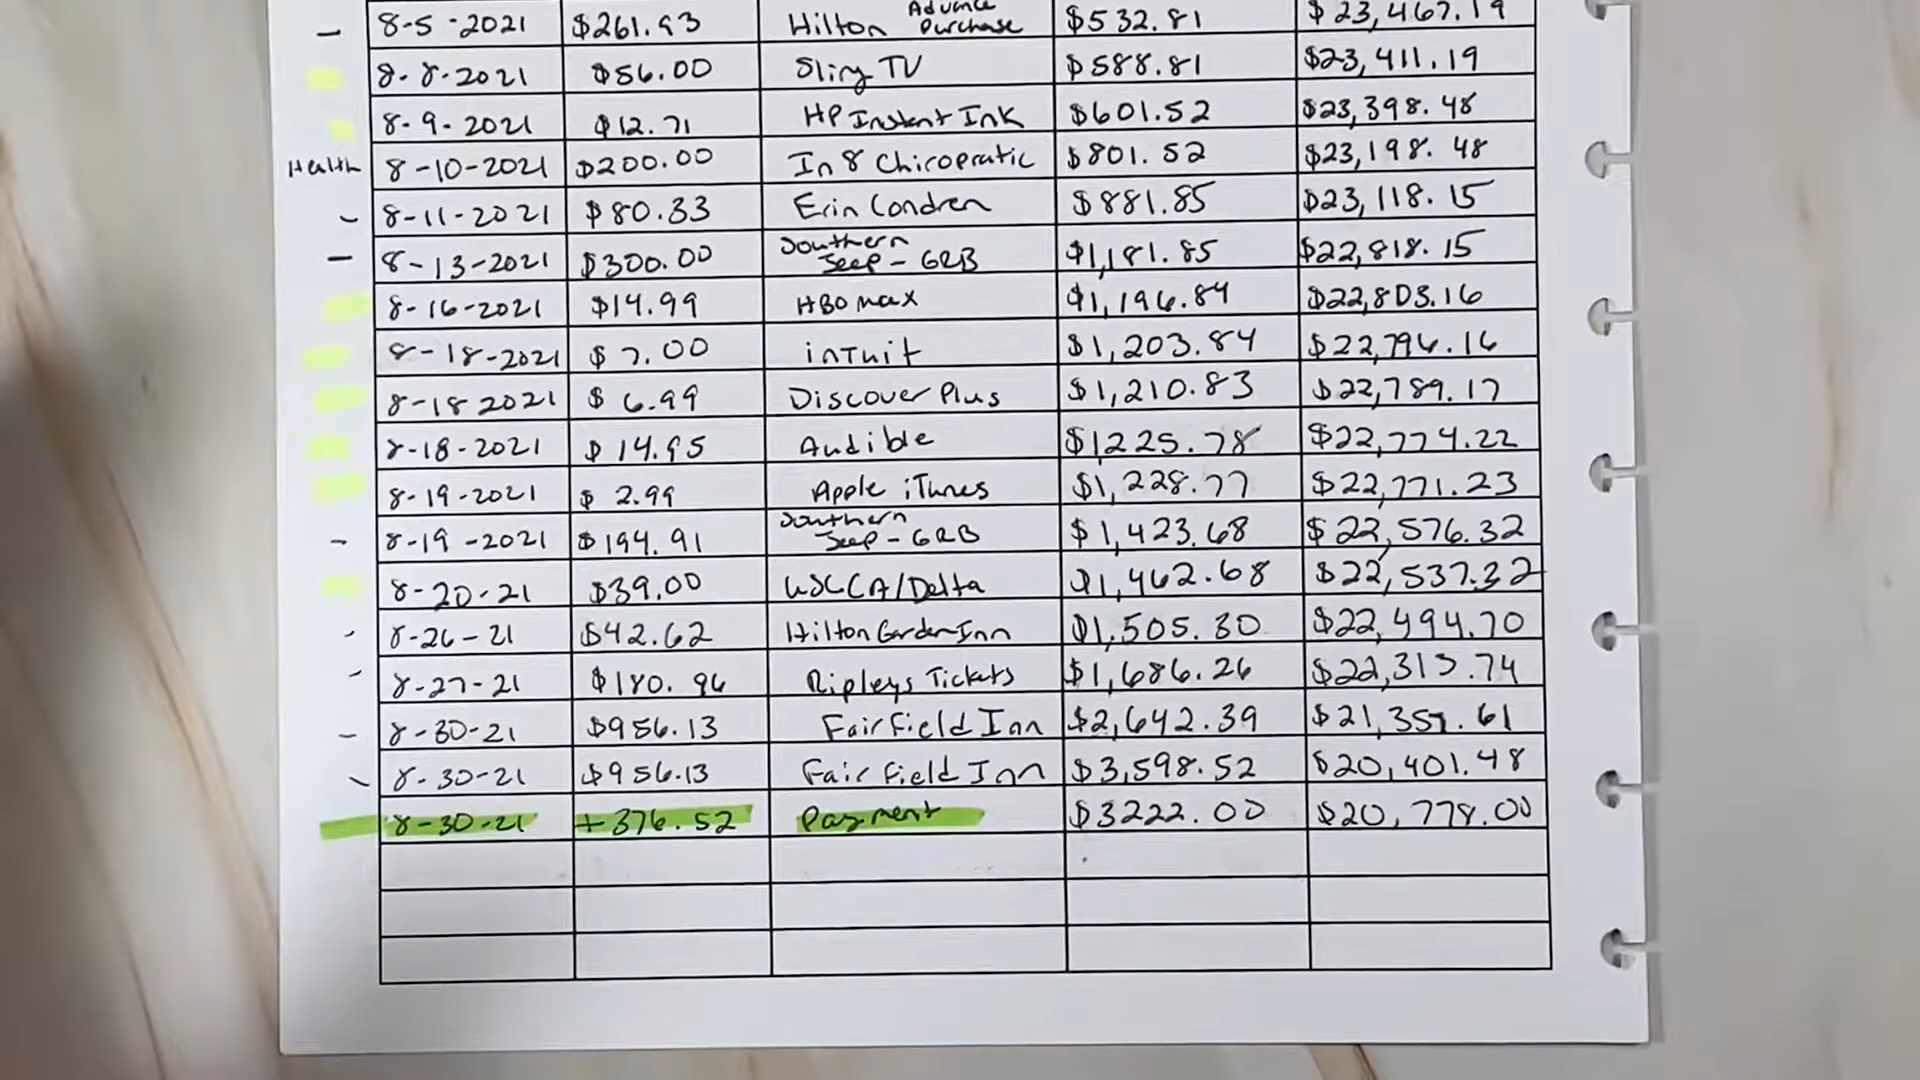 - 8-5-2021 $261.93 Hilton Advance Purchase $532.81 $23,467.19
8-8-2021 $56.00 Sling TV $588.81 $23,411.19
8-9-2021 $12.71 HP Instant Ink $601.52 $23,398.48
Health 8-10-2021 $200.00 In 8 Chiropratic $801.52 $23,198.48
- 8-11-2021 $80.33 Erin Condren $881.85 $23,118.15
- 8-13-2021 $300.00 Southern Jeep-GRB $1,181.85 $22,818.15
8-16-2021 $14.99 HBO max $1,196.84 $22,803.16
8-18-2021 $7.00 inTuit $1,203.84 $22,796.16
8-18 2021 $6.99 Discover Plus $1,210.83 $22,789.17
8-18-2021 $14.95 Audible $1225.78 $22,774.22
8-19-2021 $2.99 Apple iTunes $1,228.77 $22,771.23
- 8-19-2021 $194.91 Southern Jeep-GRB $1,423.68 $22,576.32
8-20-21 $39.00 /Delta $1,462.68 $22,537.32
- 8-26-21 $42.62 Hilton Garden Inn $1,505.30 $22,494.70
- 8-27-21 $180.96 Ripleys Tickets $1,686.26 $22,313.74
- 8-30-21 $956.13 Fairfield Inn $2,642.39 $21,357.61
- 8-30-21 $956.13 Fairfield Inn $3,598.52 $20,401.48
8-30-21 +376.52 Payment $3222.00 $20,778.00